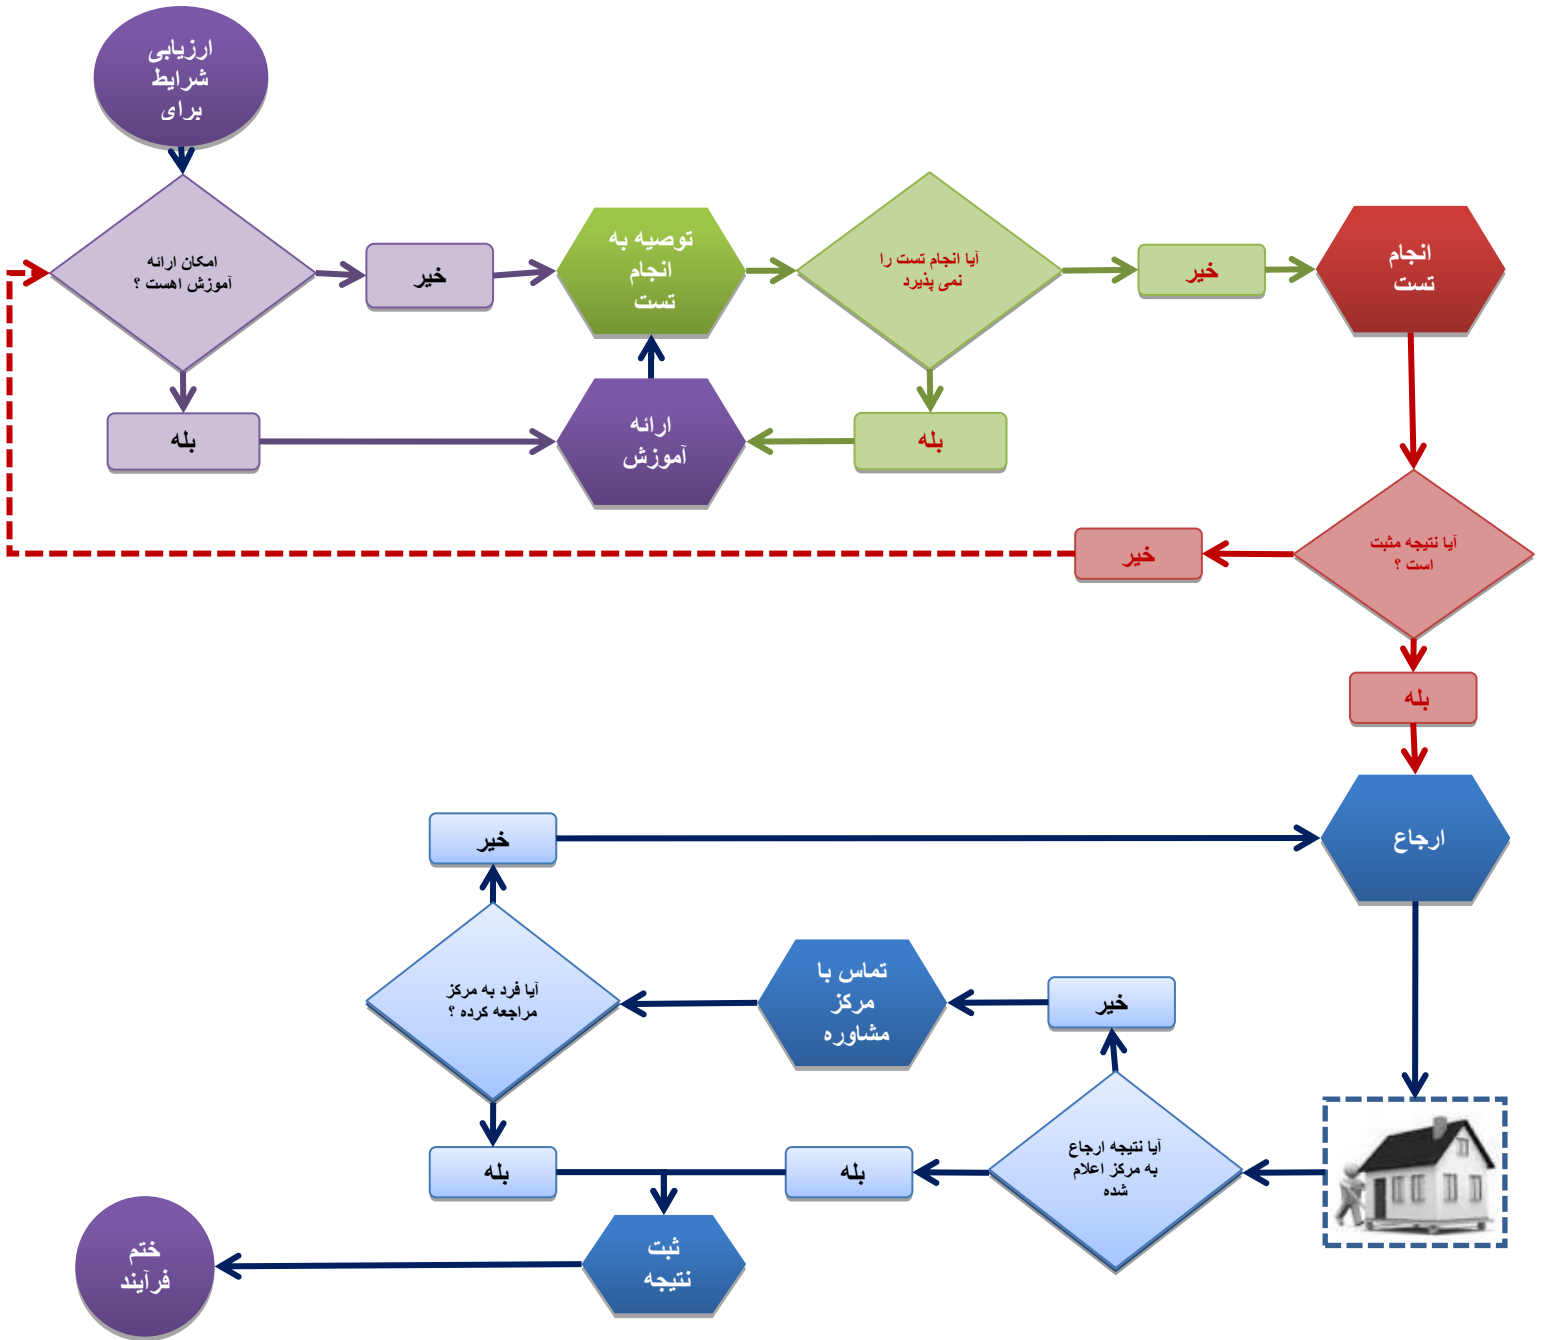 ارزیابی
شرایط
برای
امکان ارائه
آموزش اهست ؟
خیر
توصیه به
انجام
تست
آیا انجام تست را
نمی پذیرد
خیر
انجام
تست
بله
ارائه
آموزش
بله
آیا نتیجه مثبت
است ؟
خیر
بله
ارجاع
خیر
آیا فرد به مرکز
مراجعه کرده ؟
تماس با
مرکز
مشاوره
خیر
آیا نتیجه ارجاع
به مرکز اعلام
شده
بله
بله
ثبت
نتیجه
ختم
فرآیند